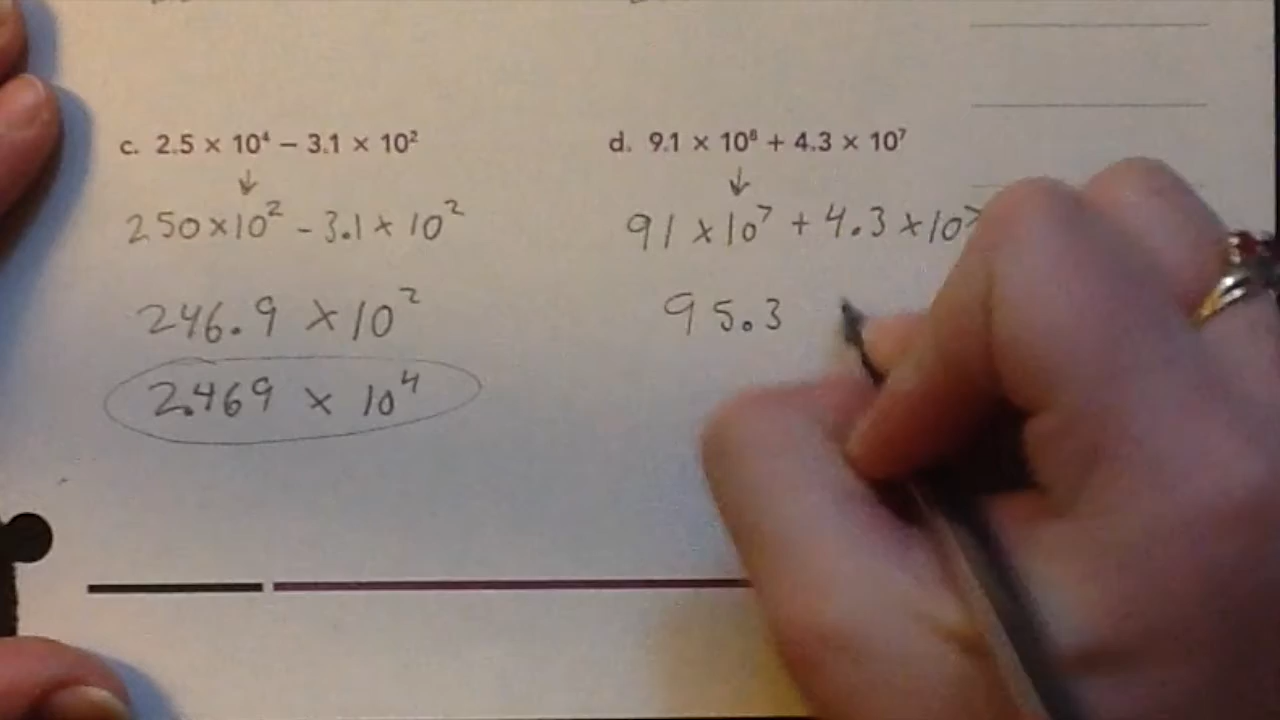 c. 2.5 × 10⁴ − 3.1 × 10²
250 × 10² − 3.1 × 10²
246.9 × 10²
2.469 × 10⁴
d. 9.1 × 10⁸ + 4.3 × 10⁷
91 × 10⁷ + 4.3 × 10⁷
95.3